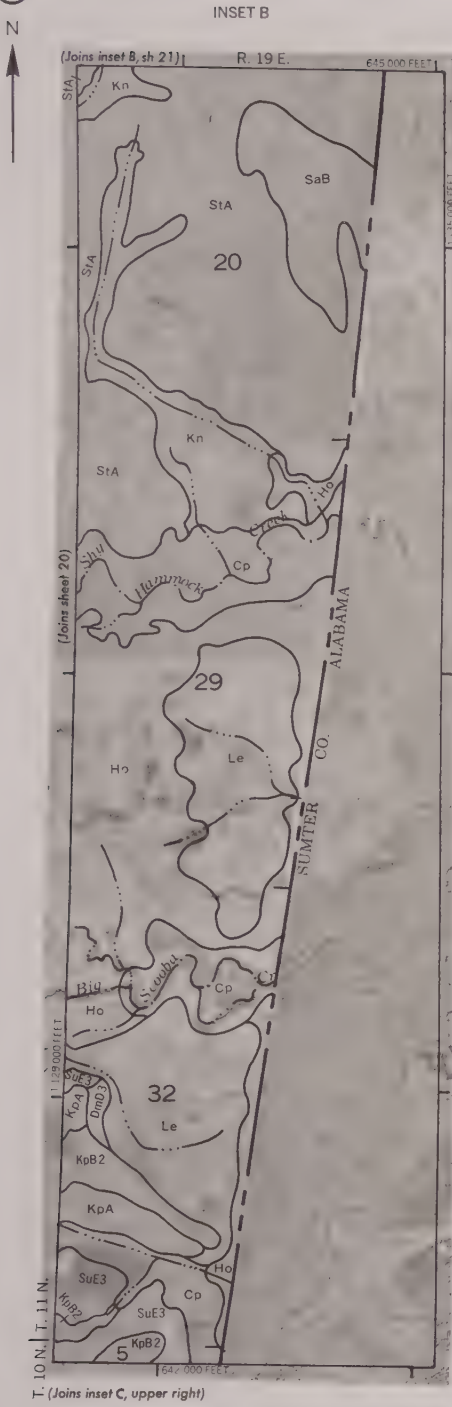 INSET B
N
(Joins inset B, sh 21)
R. 19 E.
645 000 FEET
StA
Kn
SaB
StA
20
StA
Kn
StA
Ho
Creek
Cp
Shy
Hammock
(Joins sheet 20)
ALABAMA
29
Le
Ho
CO.
SUMTER
Big
Scooby
Cp
Cr
Ho
1 129 000 FEET
SuE3
KpA
DmD3
32
Le
KpB2
KpA
Ho
SuE3
Cp
KpB2
SuE3
5
KpB2
642 000 FEET
T. 10 N. | T. 11 N.
(Joins inset C, upper right)